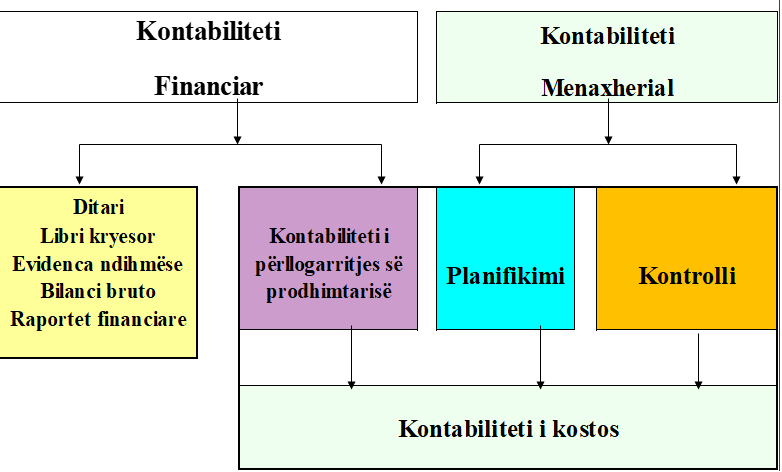 Kontabiliteti
Financiar
Kontabiliteti
Menaxherial
Ditari
Libri kryesor
Evidenca ndihmëse
Bilanci bruto
Raportet financiare
Kontabiliteti i
përllogarritjes së
prodhimtarisë
Planifikimi
Kontrolli
Kontabiliteti i kostos